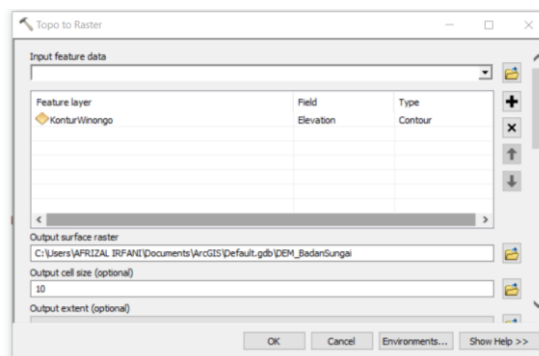 Topo to Raster
Input feature data
Feature layer Field Type
KonturWinongo Elevation Contour
Output surface raster
C:\Users\AFRIZAL IRFANI\Documents\ArcGIS\Default.gdb\DEM_BadanSungai
Output cell size (optional)
10
Output extent (optional)
OK Cancel Environments... Show Help >>